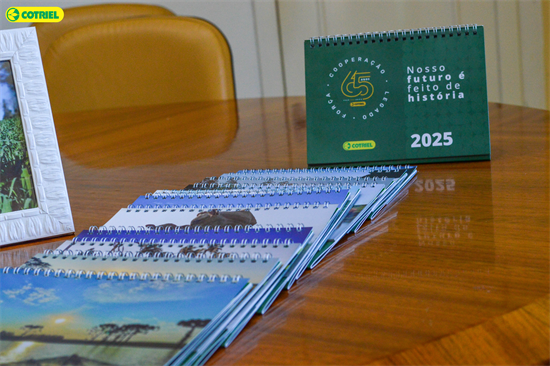 COTRIEL
COOPERAÇÃO · LEGADO · FORÇA ·
65
Nosso
futuro é
feito de
história
COTRIEL
2025